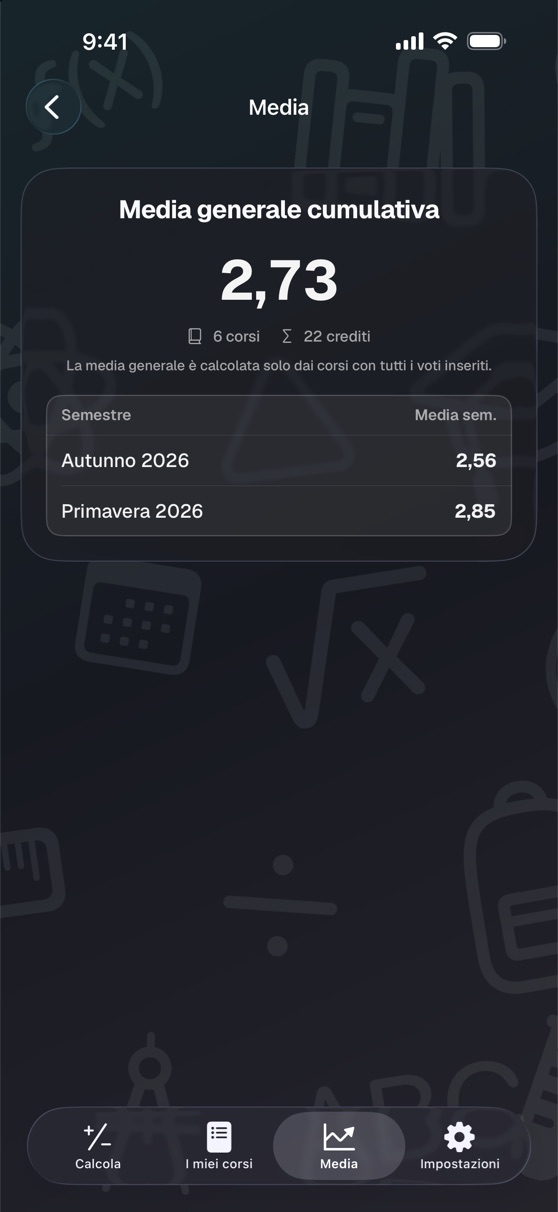 9:41
Media
Media generale cumulativa
2,73
6 corsi 22 crediti
La media generale è calcolata solo dai corsi con tutti i voti inseriti.
Semestre Media sem.
Autunno 2026 2,56
Primavera 2026 2,85
f(x)
√x
÷
ABC
+/− Calcola I miei corsi Media Impostazioni